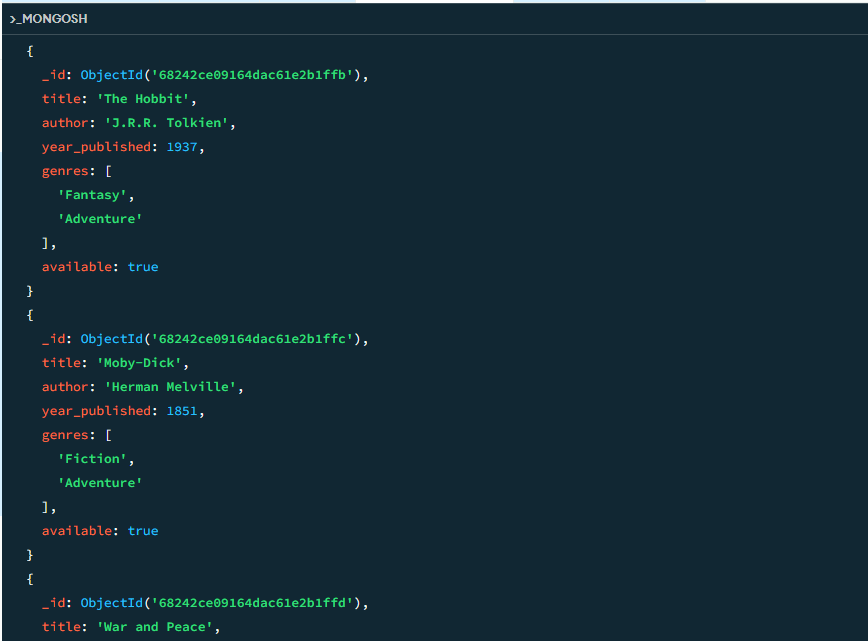 >_MONGOSH
{
_id: ObjectId('68242ce09164dac61e2b1ffb'),
title: 'The Hobbit',
author: 'J.R.R. Tolkien',
year_published: 1937,
genres: [
'Fantasy',
'Adventure'
],
available: true
}
{
_id: ObjectId('68242ce09164dac61e2b1ffc'),
title: 'Moby-Dick',
author: 'Herman Melville',
year_published: 1851,
genres: [
'Fiction',
'Adventure'
],
available: true
}
{
_id: ObjectId('68242ce09164dac61e2b1ffd'),
title: 'War and Peace',